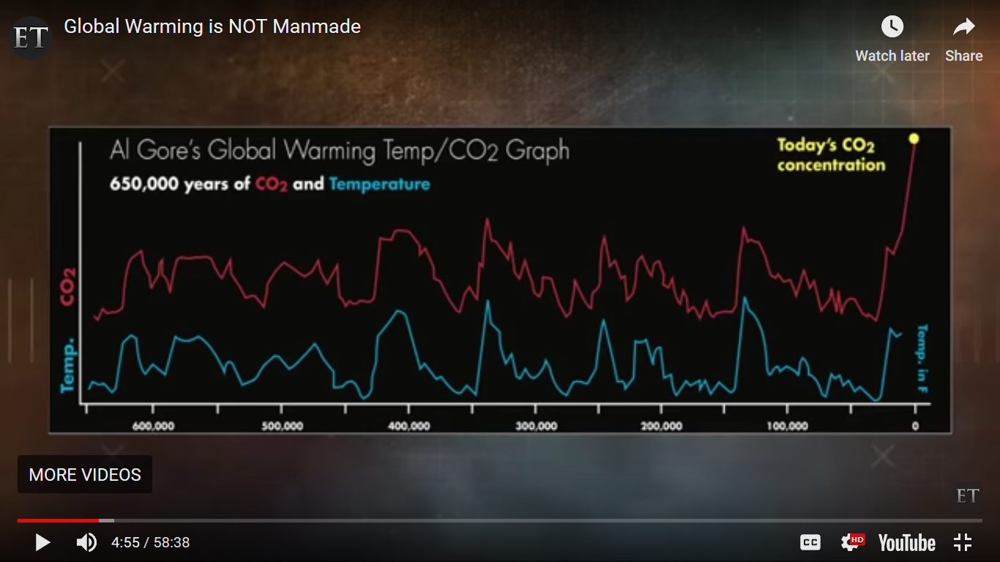 ET
Global Warming is NOT Manmade
Watch later
Share
Al Gore's Global Warming Temp/CO2 Graph
650,000 years of CO2 and Temperature
Today's CO2
concentration
CO2
Temp.
Temp. in F
600,000 500,000 400,000 300,000 200,000 100,000 0
MORE VIDEOS
ET
4:55 / 58:38
CC
HD
YouTube